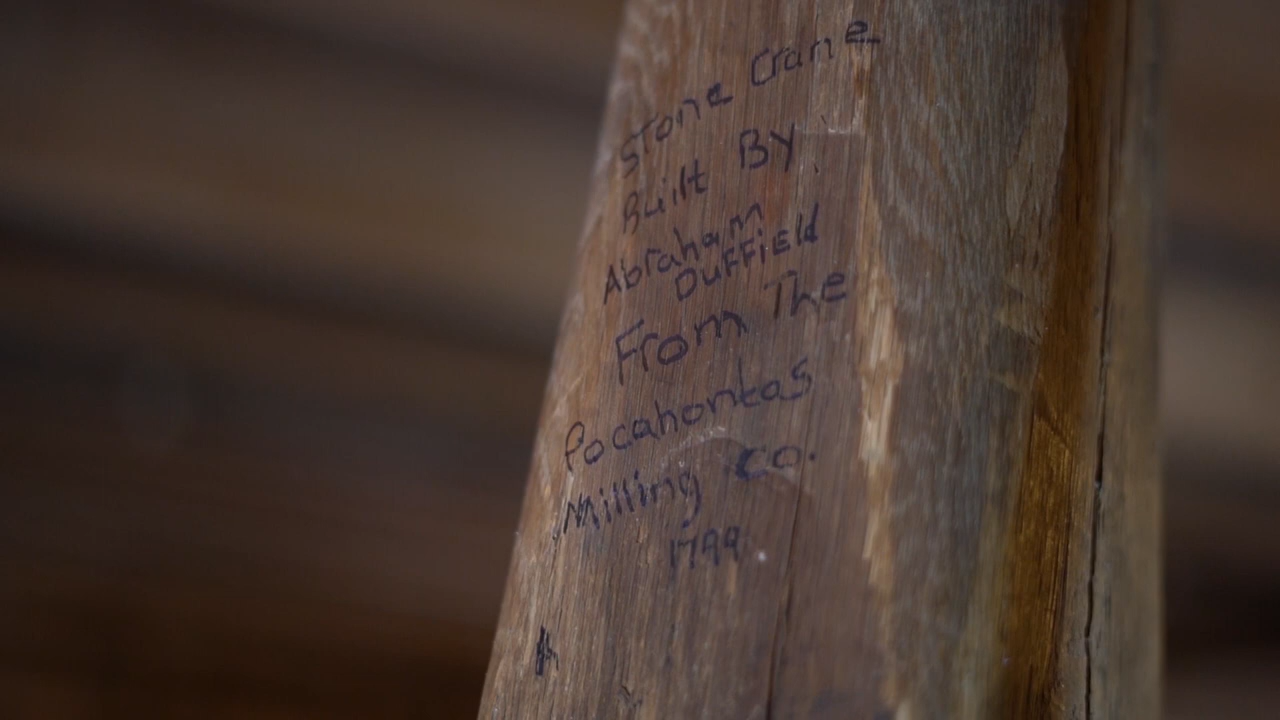 Stone Crane
Built By:
Abraham
Duffield
From The
Pocahontas
Milling Co.
1799